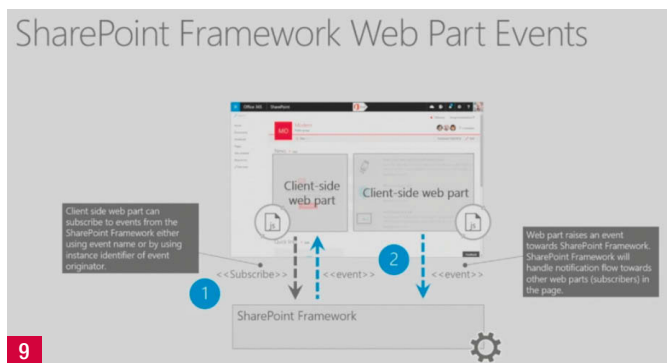 SharePoint Framework Web Part Events
Office 365
SharePoint
MO
Client-side
web part
Client-side web part
JS
JS
Client side web part can
subscribe to events from the
SharePoint Framework either
using event name or by using
instance identifier of event
originator.
Web part raises an event
towards SharePoint Framework.
SharePoint Framework will
handle notification flow towards
other web parts (subscribers) in
the page.
<<Subscribe>>
<<event>>
<<event>>
1
2
SharePoint Framework
9